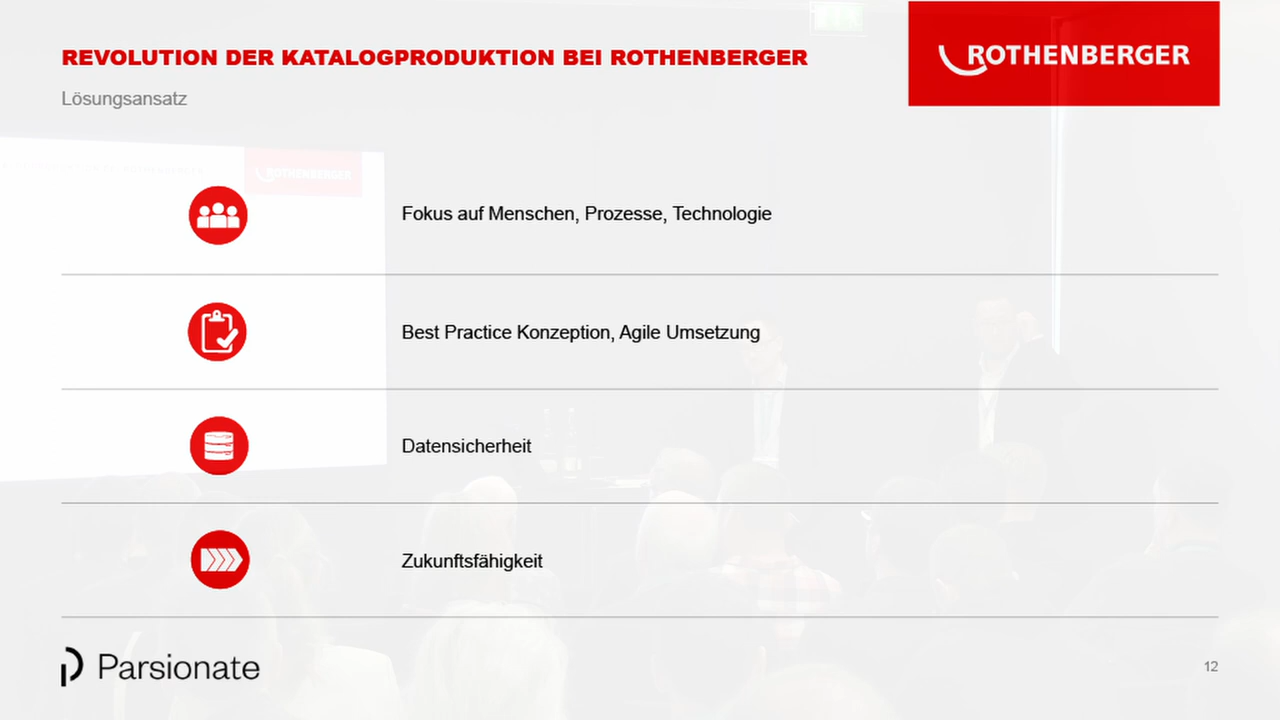 REVOLUTION DER KATALOGPRODUKTION BEI ROTHENBERGER
Lösungsansatz
ROTHENBERGER
ROTHENBERGER
Fokus auf Menschen, Prozesse, Technologie
Best Practice Konzeption, Agile Umsetzung
Datensicherheit
Zukunftsfähigkeit
Parsionate
12